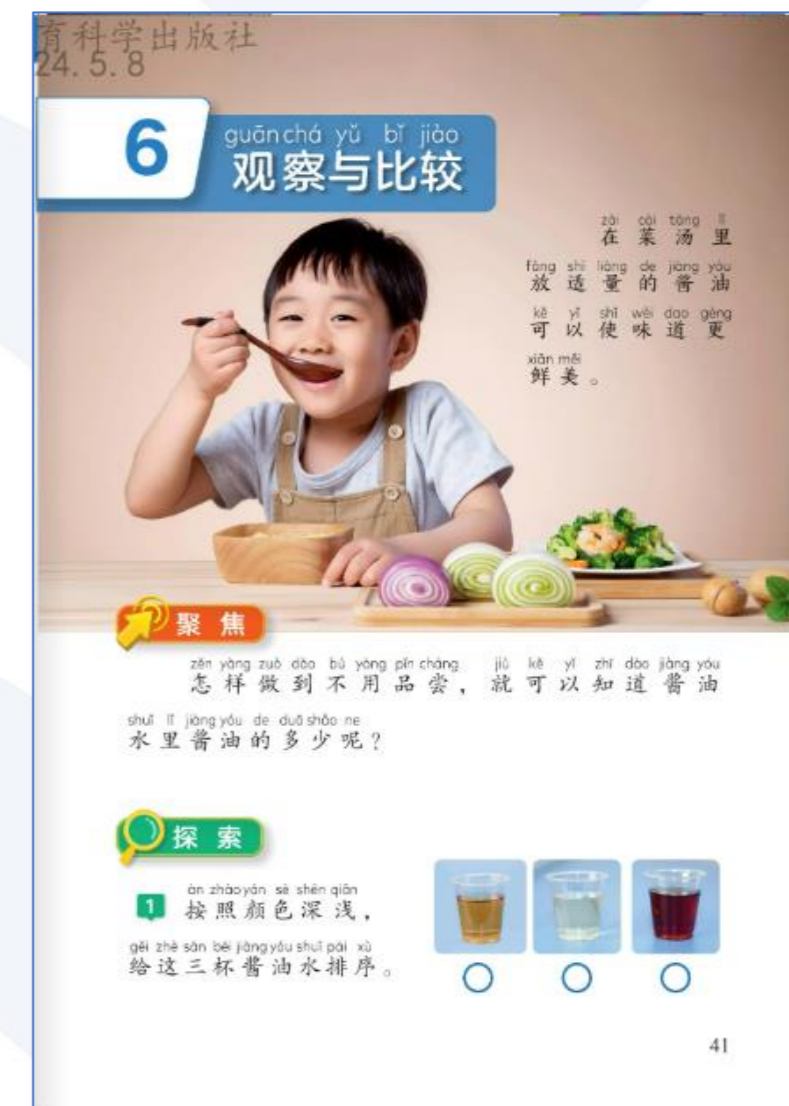 育科学出版社
24.5.8
6
guān chá yǔ bǐ jiào
观察与比较
zài cài tāng lǐ
在菜汤里
fàng shì liàng de jiàng yóu
放适量的酱油
kě yǐ shǐ wèi dao gèng
可以使味道更
xiān měi
鲜美。
聚焦
zěn yàng zuò dào bú yòng pǐn cháng jiù kě yǐ zhī dào jiàng yóu
怎样做到不用品尝，就可以知道酱油
shuǐ lǐ jiàng yóu de duō shǎo ne
水里酱油的多少呢？
探索
àn zhào yán sè shēn qiǎn
1 按照颜色深浅，
gěi zhè sān bēi jiàng yóu shuǐ pái xù
给这三杯酱油水排序。
41